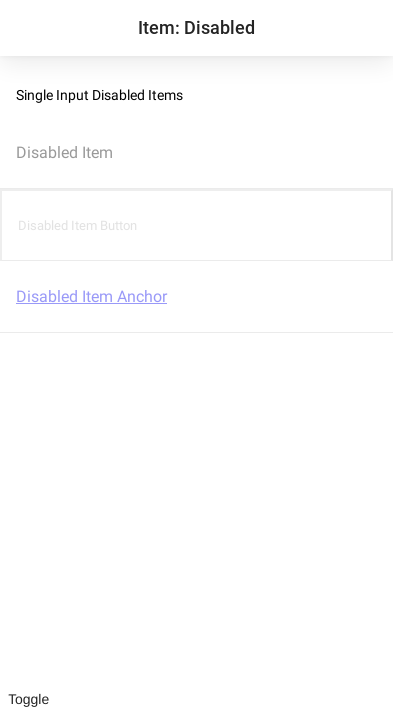 Item: Disabled
Single Input Disabled Items
Disabled Item
Disabled Item Button
Disabled Item Anchor
Toggle